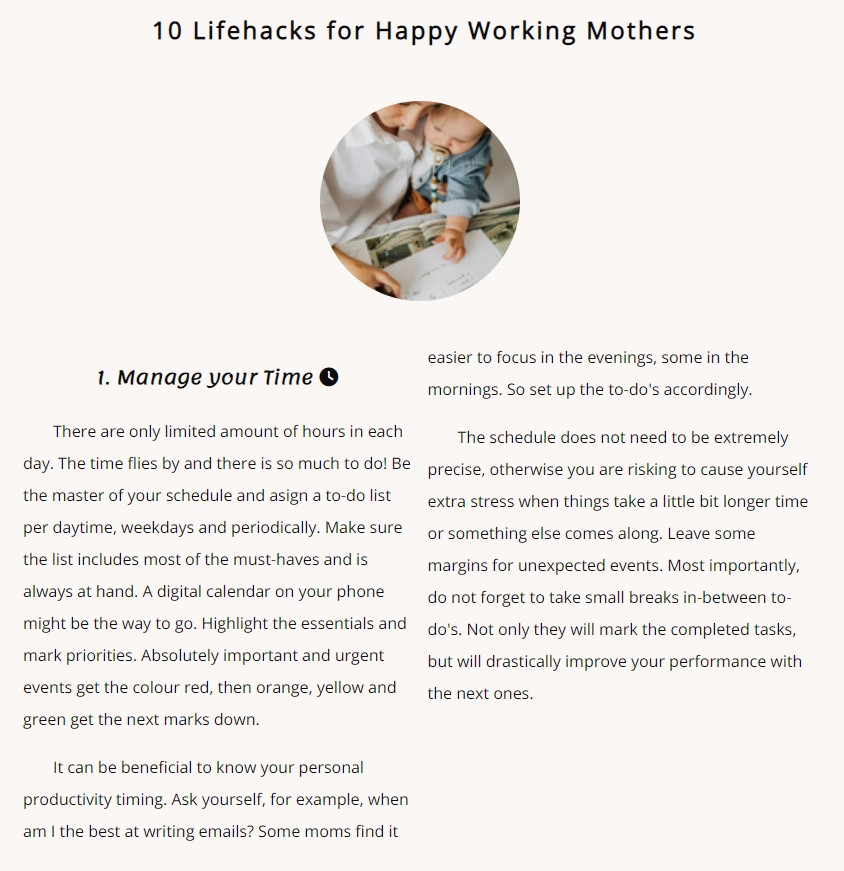 10 Lifehacks for Happy Working Mothers
1. Manage your Time
There are only limited amount of hours in each
day. The time flies by and there is so much to do! Be
the master of your schedule and asign a to-do list
per daytime, weekdays and periodically. Make sure
the list includes most of the must-haves and is
always at hand. A digital calendar on your phone
might be the way to go. Highlight the essentials and
mark priorities. Absolutely important and urgent
events get the colour red, then orange, yellow and
green get the next marks down.
It can be beneficial to know your personal
productivity timing. Ask yourself, for example, when
am I the best at writing emails? Some moms find it
easier to focus in the evenings, some in the
mornings. So set up the to-do's accordingly.
The schedule does not need to be extremely
precise, otherwise you are risking to cause yourself
extra stress when things take a little bit longer time
or something else comes along. Leave some
margins for unexpected events. Most importantly,
do not forget to take small breaks in-between to-
do's. Not only they will mark the completed tasks,
but will drastically improve your performance with
the next ones.